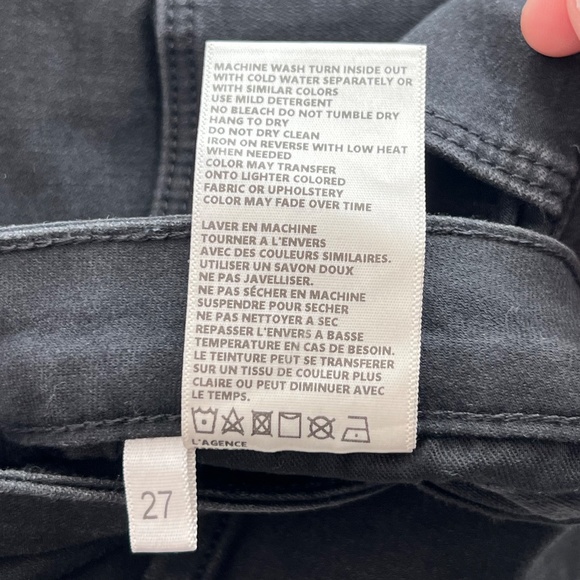 MACHINE WASH TURN INSIDE OUT
WITH COLD WATER SEPARATELY OR
WITH SIMILAR COLORS
USE MILD DETERGENT
NO BLEACH DO NOT TUMBLE DRY
HANG TO DRY
DO NOT DRY CLEAN
IRON ON REVERSE WITH LOW HEAT
WHEN NEEDED
COLOR MAY TRANSFER
ONTO LIGHTER COLORED
FABRIC OR UPHOLSTERY
COLOR MAY FADE OVER TIME
LAVER EN MACHINE
TOURNER A L'ENVERS
AVEC DES COULEURS SIMILAIRES.
UTILISER UN SAVON DOUX
NE PAS JAVELLISER.
NE PAS SÉCHER EN MACHINE
SUSPENDRE POUR SECHER
NE PAS NETTOYER A SEC
REPASSER L'ENVERS A BASSE
TEMPERATURE EN CAS DE BESOIN.
LE TEINTURE PEUT SE TRANSFERER
SUR UN TISSU DE COULEUR PLUS
CLAIRE OU PEUT DIMINUER AVEC
LE TEMPS.
L'AGENCE
27